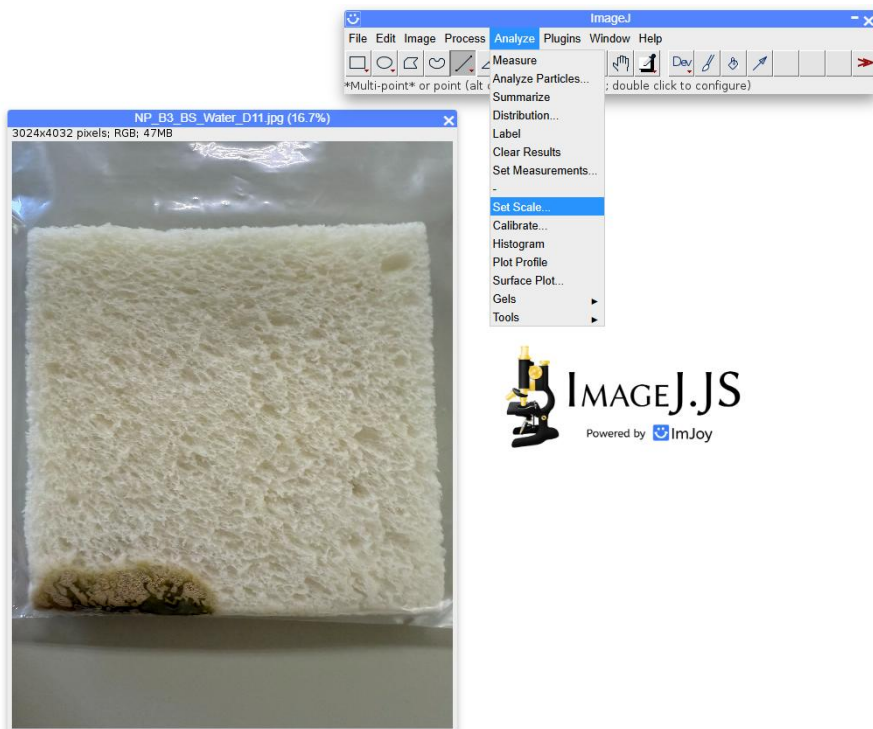 ImageJ
File Edit Image Process Analyze Plugins Window Help
Dev
*Multi-point* or point (alt
; double click to configure)
Measure
Analyze Particles...
Summarize
Distribution...
Label
Clear Results
Set Measurements...
-
Set Scale...
Calibrate...
Histogram
Plot Profile
Surface Plot...
Gels
Tools
NP_B3_BS_Water_D11.jpg (16.7%)
3024x4032 pixels; RGB; 47MB
IMAGEJ.JS
Powered by ImJoy